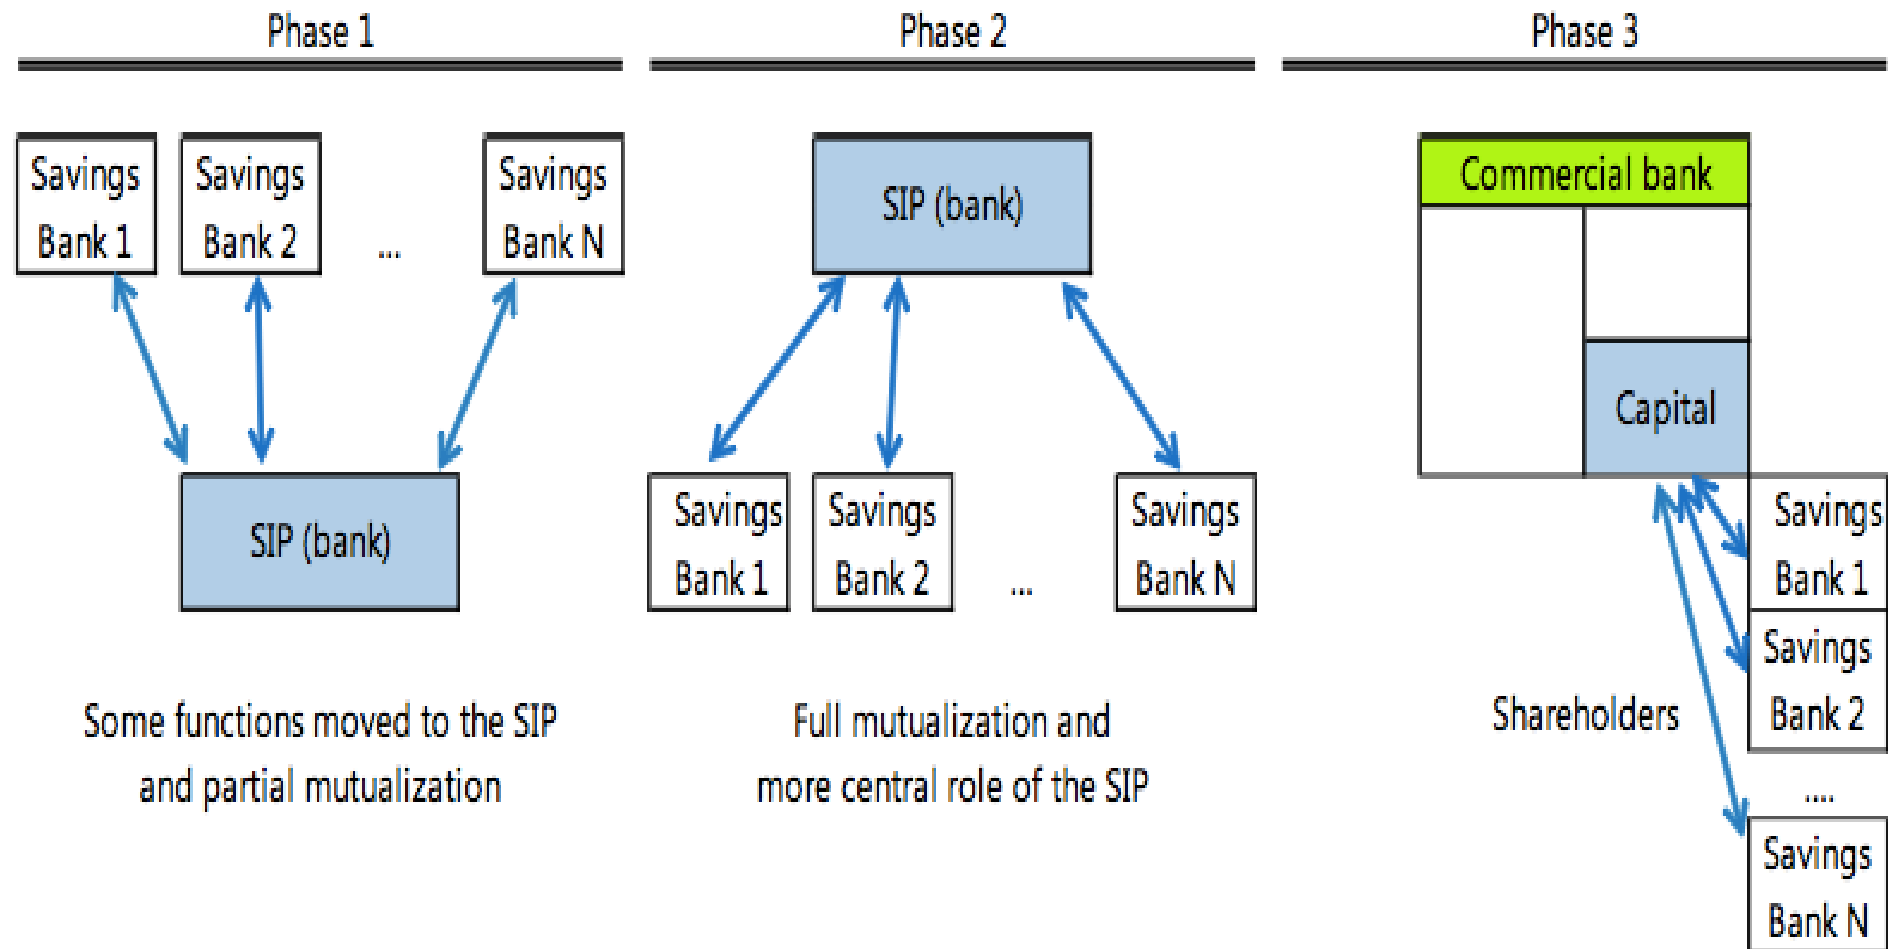 Phase 1
Savings
Bank 1
Savings
Bank 2
...
Savings
Bank N
SIP (bank)
Some functions moved to the SIP
and partial mutualization
Phase 2
SIP (bank)
Savings
Bank 1
Savings
Bank 2
...
Savings
Bank N
Full mutualization and
more central role of the SIP
Phase 3
Commercial bank
Capital
Shareholders
Savings
Bank 1
Savings
Bank 2
....
Savings
Bank N